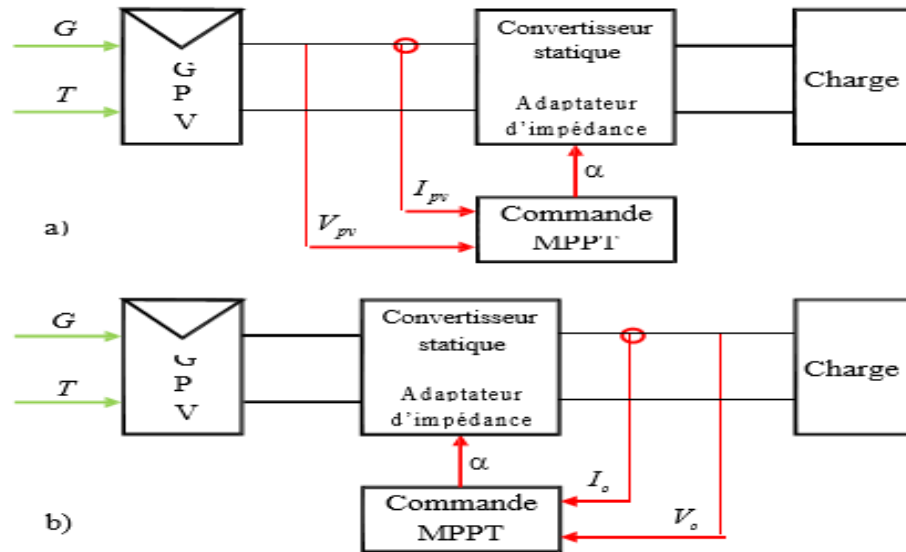 G
T
G
P
V
Convertisseur
statique
Adaptateur
d'impédance
Charge
α
I_pv
V_pv
Commande
MPPT
a)
G
T
G
P
V
Convertisseur
statique
Adaptateur
d'impédance
Charge
α
I_o
V_o
Commande
MPPT
b)